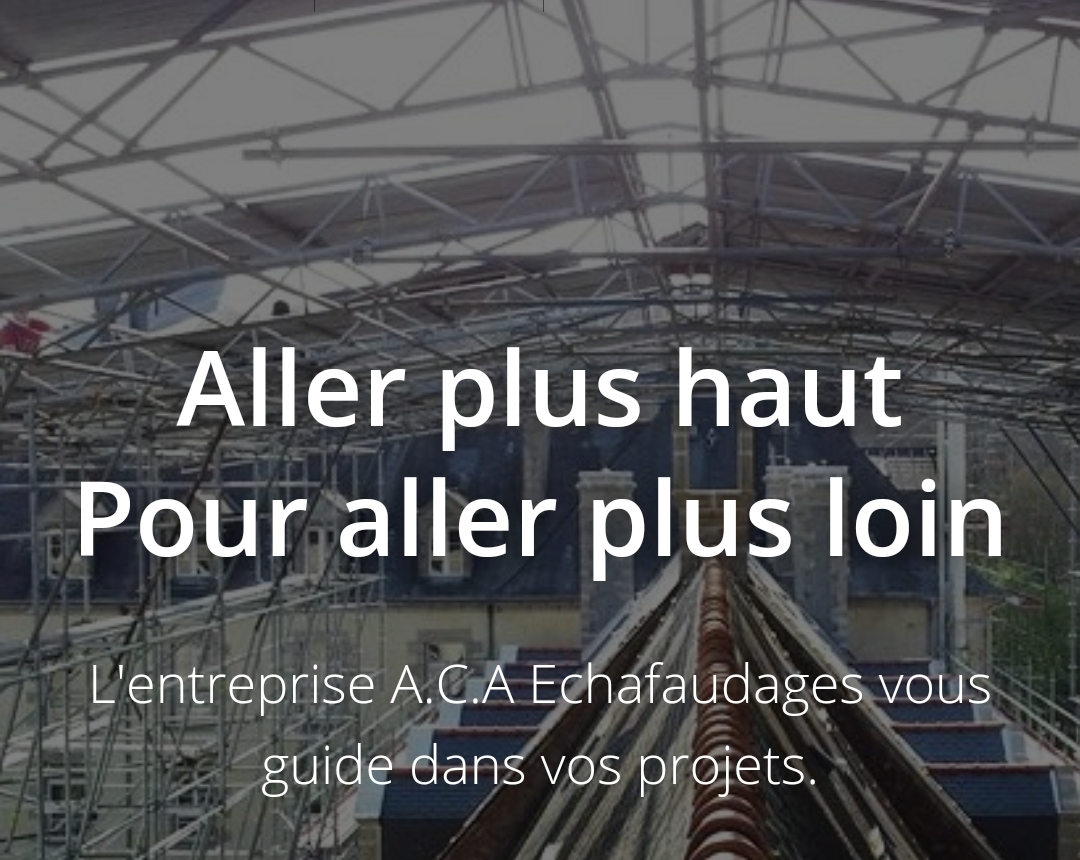 Aller plus haut
Pour aller plus loin
L'entreprise A.C.A Echafaudages vous
guide dans vos projets.